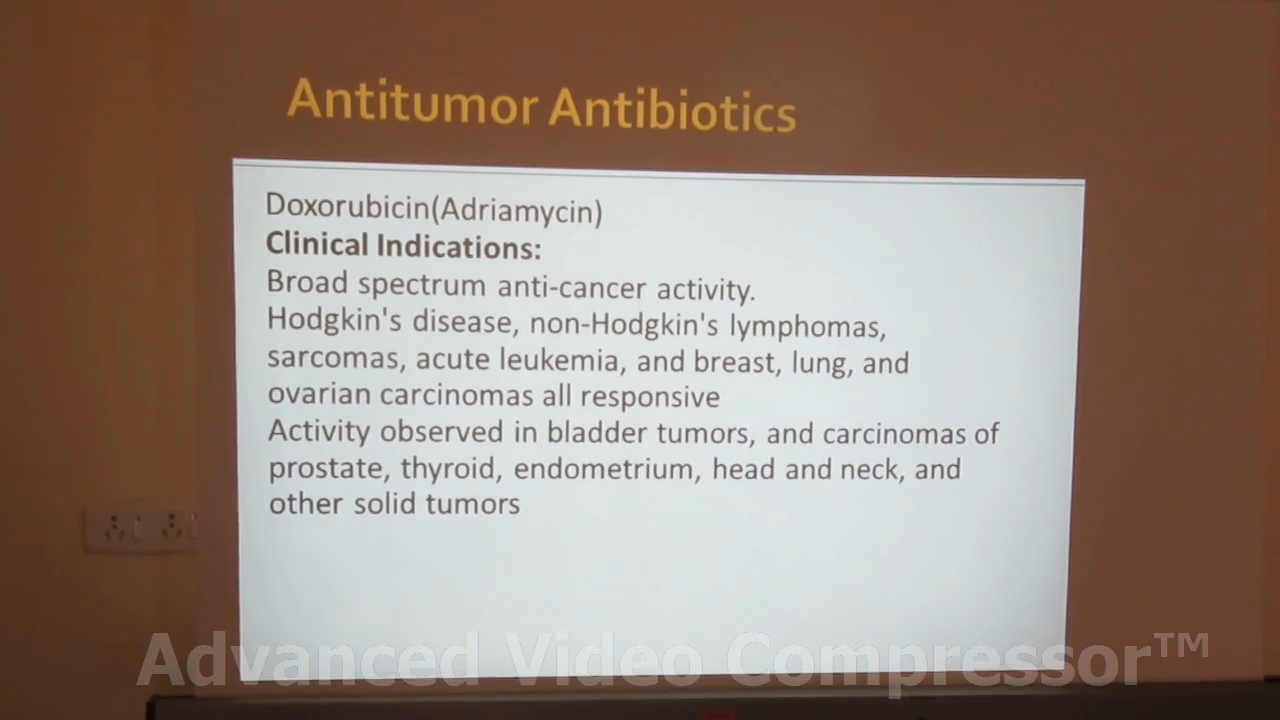 Antitumor Antibiotics
Doxorubicin(Adriamycin)
Clinical Indications:
Broad spectrum anti-cancer activity.
Hodgkin's disease, non-Hodgkin's lymphomas,
sarcomas, acute leukemia, and breast, lung, and
ovarian carcinomas all responsive
Activity observed in bladder tumors, and carcinomas of
prostate, thyroid, endometrium, head and neck, and
other solid tumors
Advanced Video Compressor™